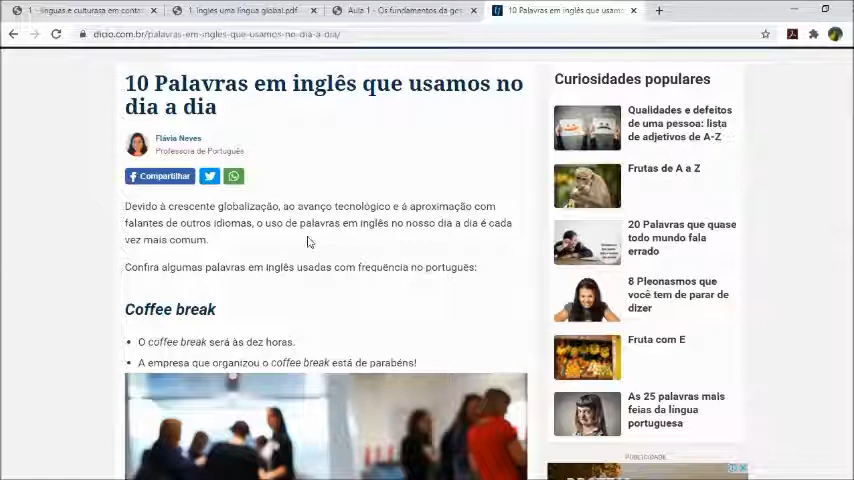 1 - linguas e culturasa em conta
1. Ingles uma lingua global.pdf
Aula 1 - Os fundamentos da ges
10 Palavras em inglês que usamos
dicio.com.br/palavras-em-ingles-que-usamos-no-dia-a-dia/
10 Palavras em inglês que usamos no
dia a dia
Flávia Neves
Professora de Português
Compartilhar
Devido à crescente globalização, ao avanço tecnológico e á aproximação com
falantes de outros idiomas, o uso de palavras em inglês no nosso dia a dia é cada
vez mais comum.
Confira algumas palavras em inglês usadas com frequência no português:
Coffee break
• O coffee break será às dez horas.
• A empresa que organizou o coffee break está de parabéns!
Curiosidades populares
Qualidades e defeitos
de uma pessoa: lista
de adjetivos de A-Z
Frutas de A a Z
20 Palavras que quase
todo mundo fala
errado
8 Pleonasmos que
você tem de parar de
dizer
Fruta com E
As 25 palavras mais
feias da língua
portuguesa
PUBLICIDADE